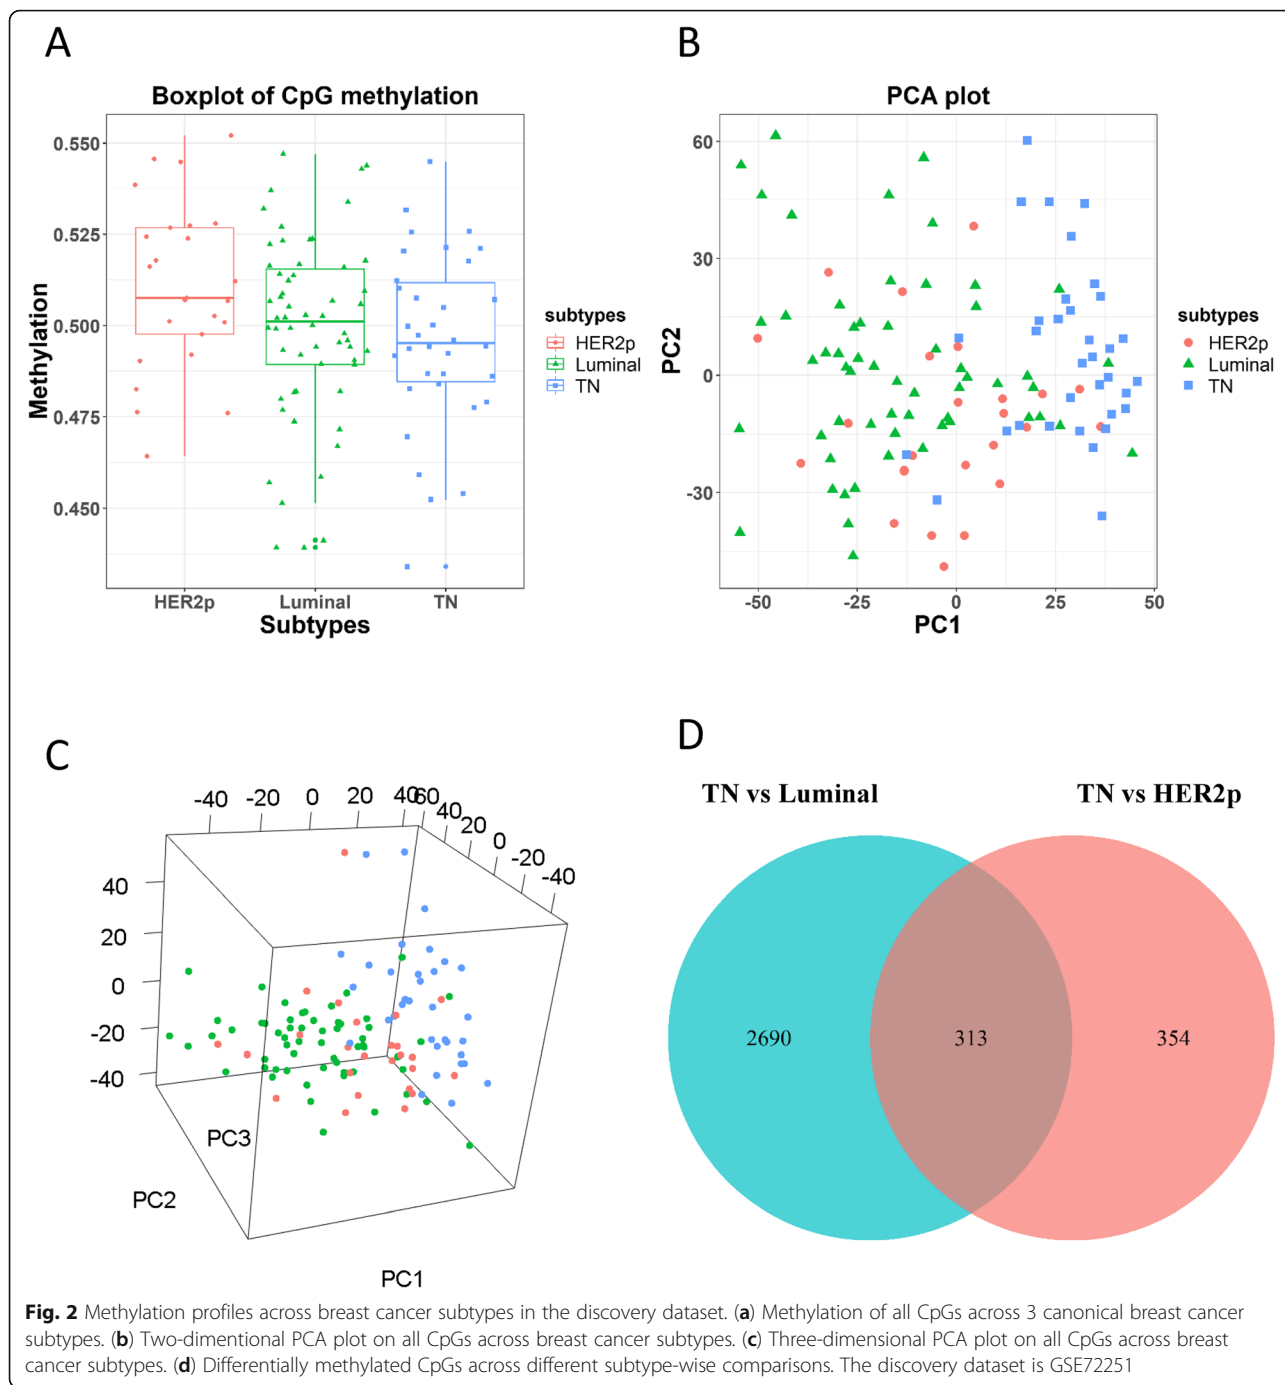 A
Boxplot of CpG methylation
0.550
0.525
0.500
0.475
0.450
Methylation
HER2p Luminal TN
Subtypes
subtypes
HER2p
Luminal
TN
B
PCA plot
60
30
0
-30
PC2
-50 -25 0 25 50
PC1
subtypes
HER2p
Luminal
TN
C
-40 -20 0 20 40
60 40 20 0 -20 -40
40
20
0
-20
-40
PC3
PC2
PC1
D
TN vs Luminal TN vs HER2p
2690 313 354
Fig. 2 Methylation profiles across breast cancer subtypes in the discovery dataset. (a) Methylation of all CpGs across 3 canonical breast cancer
subtypes. (b) Two-dimentional PCA plot on all CpGs across breast cancer subtypes. (c) Three-dimensional PCA plot on all CpGs across breast
cancer subtypes. (d) Differentially methylated CpGs across different subtype-wise comparisons. The discovery dataset is GSE72251